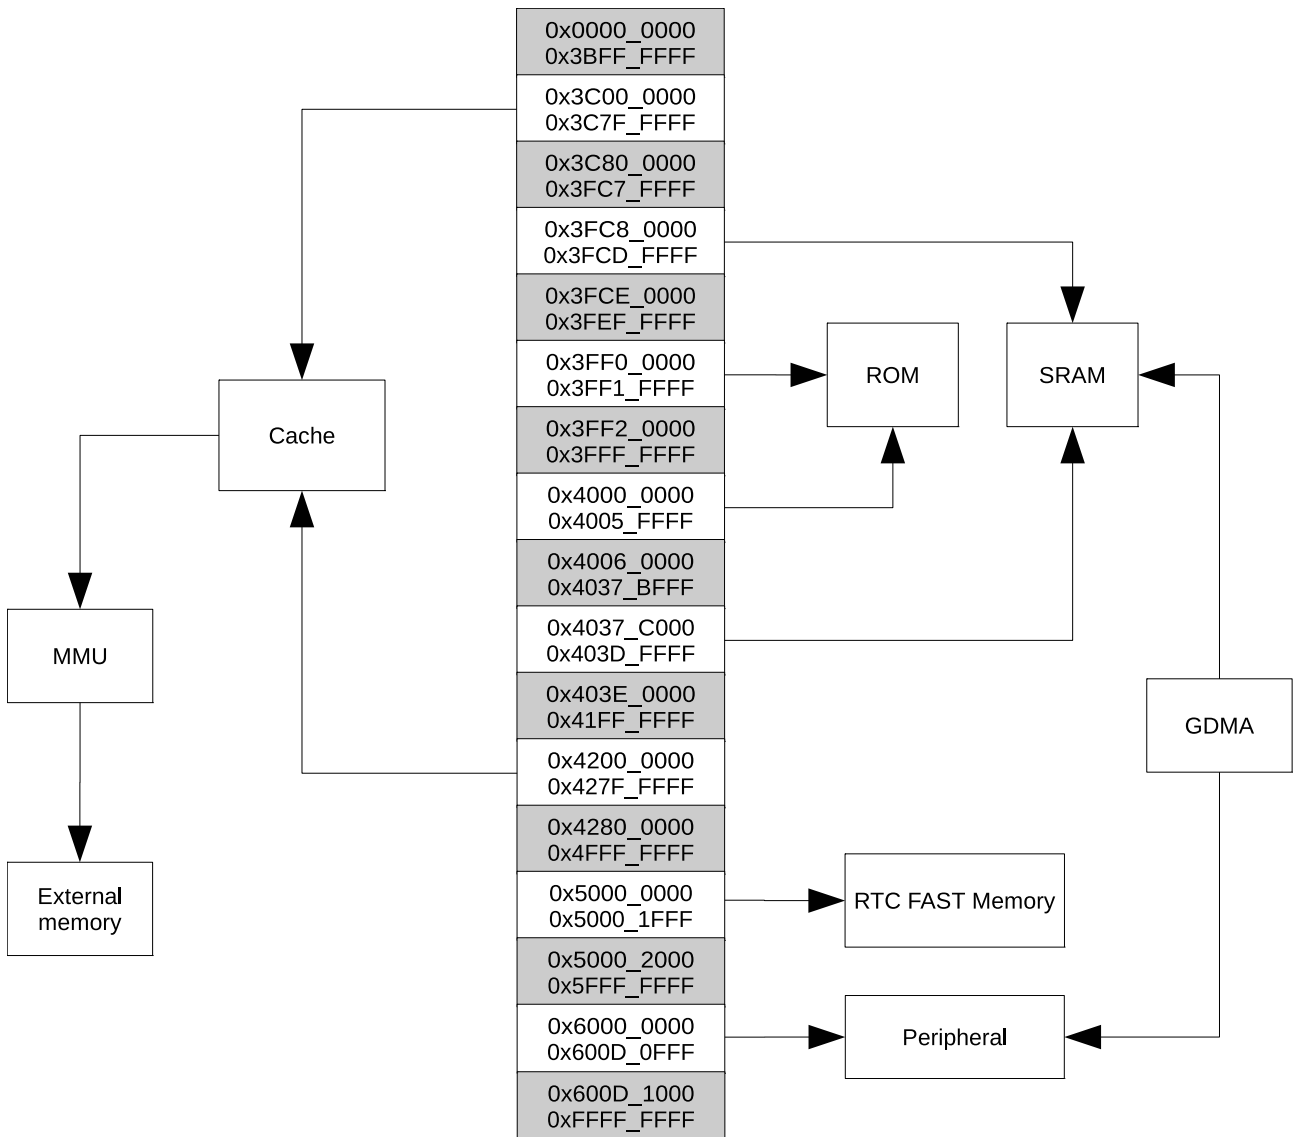 0x0000_0000
0x3BFF_FFFF
0x3C00_0000
0x3C7F_FFFF
0x3C80_0000
0x3FC7_FFFF
0x3FC8_0000
0x3FCD_FFFF
0x3FCE_0000
0x3FEF_FFFF
0x3FF0_0000
0x3FF1_FFFF
0x3FF2_0000
0x3FFF_FFFF
0x4000_0000
0x4005_FFFF
0x4006_0000
0x4037_BFFF
0x4037_C000
0x403D_FFFF
0x403E_0000
0x41FF_FFFF
0x4200_0000
0x427F_FFFF
0x4280_0000
0x4FFF_FFFF
0x5000_0000
0x5000_1FFF
0x5000_2000
0x5FFF_FFFF
0x6000_0000
0x600D_0FFF
0x600D_1000
0xFFFF_FFFF
Cache
MMU
External
memory
ROM
SRAM
GDMA
RTC FAST Memory
Peripheral